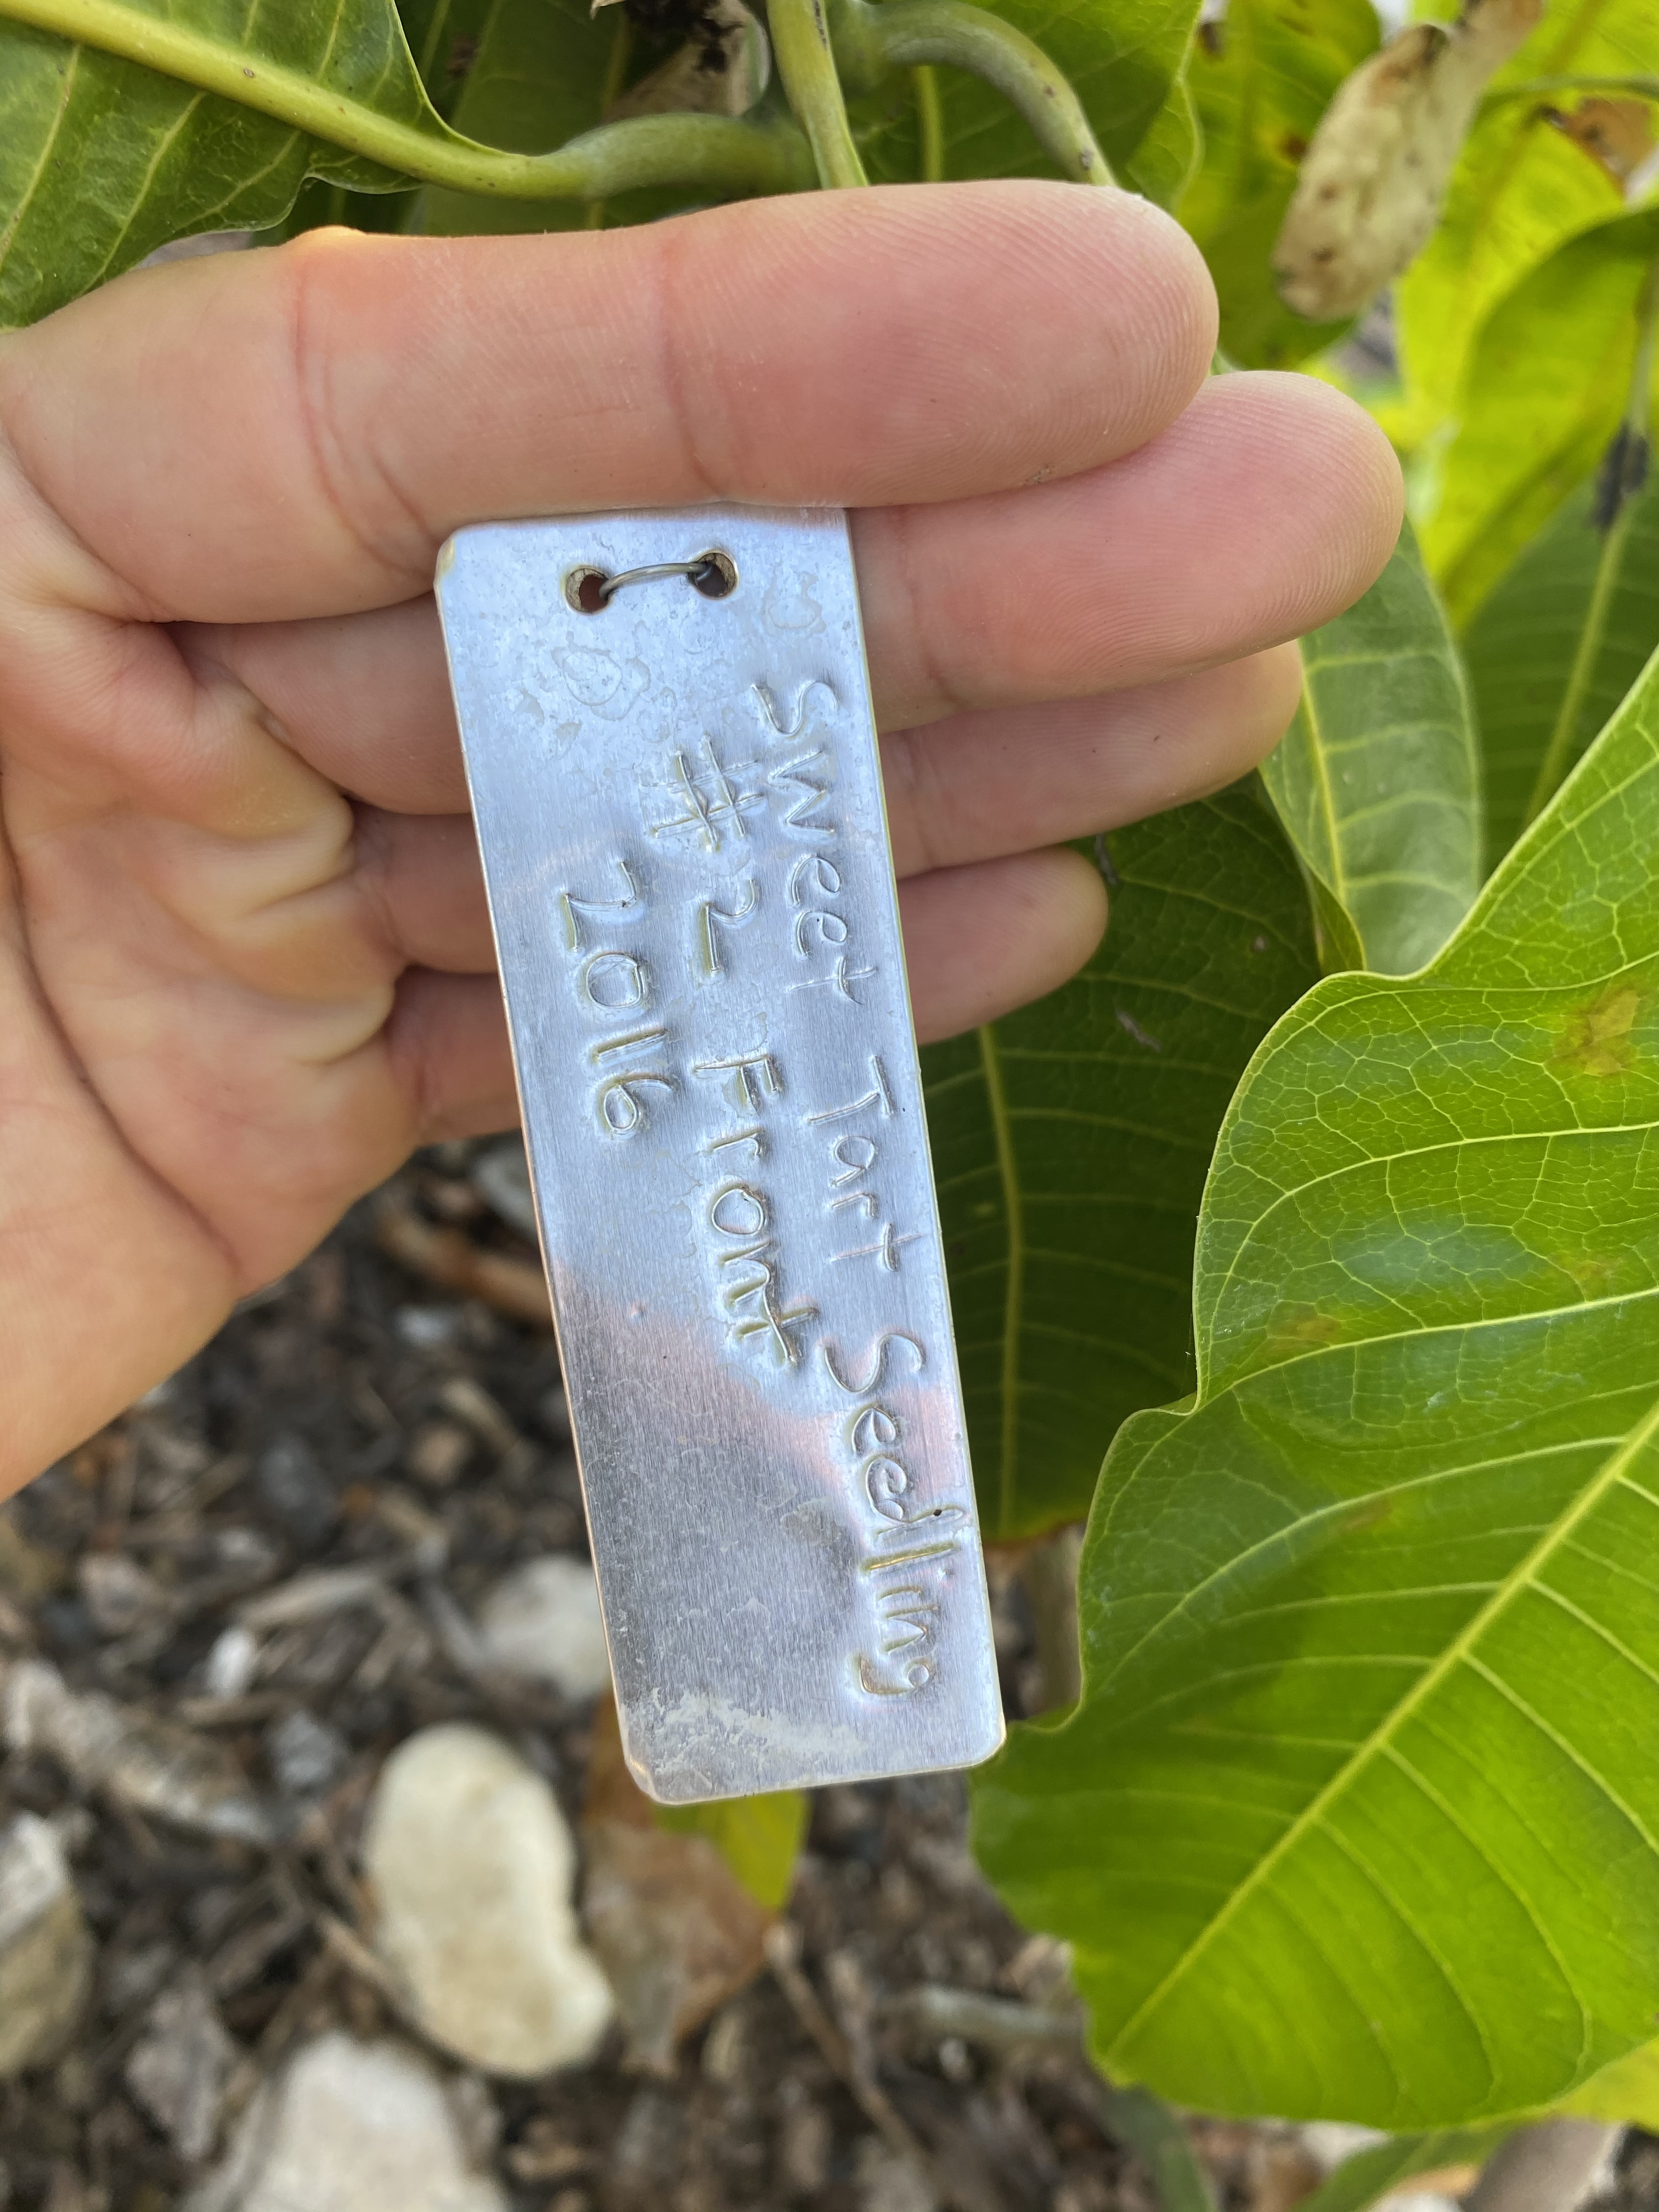 Sweet Tart Seedling
#2 Front
2016